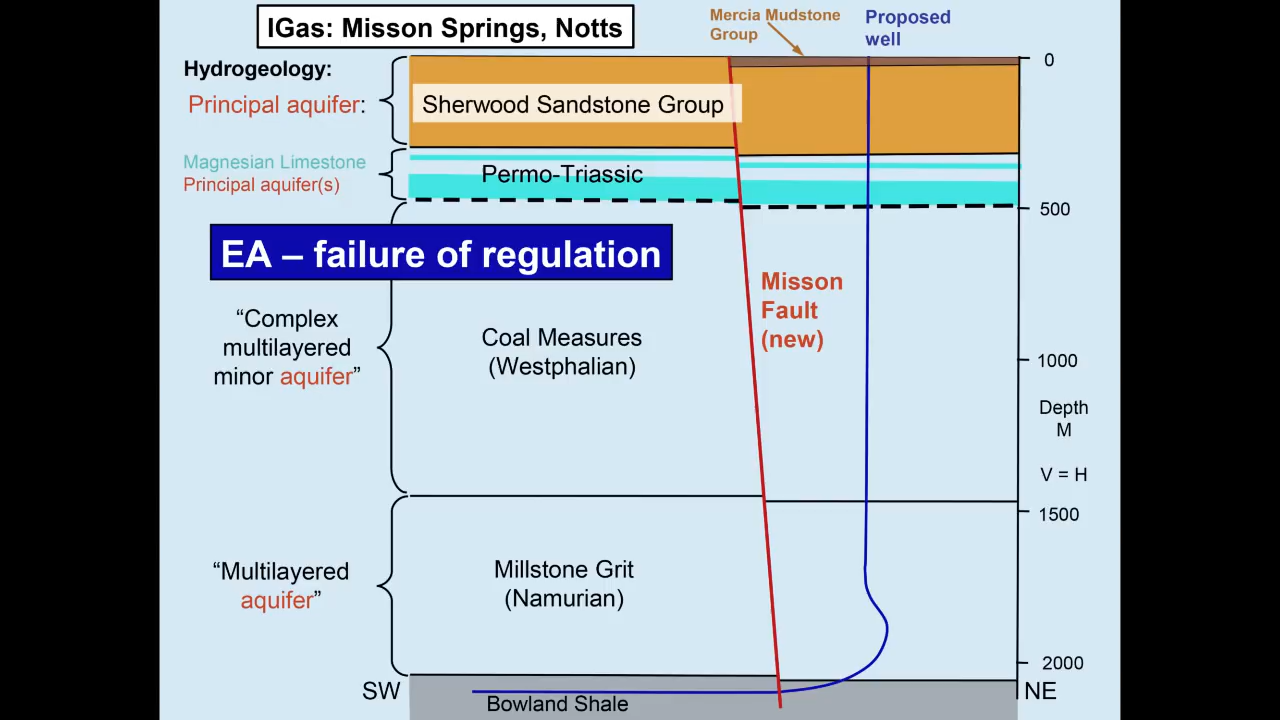 IGas: Misson Springs, Notts
Mercia Mudstone
Group
Proposed
well
Hydrogeology:
0
Principal aquifer:
Sherwood Sandstone Group
Magnesian Limestone
Principal aquifer(s)
Permo-Triassic
500
EA – failure of regulation
Misson
Fault
(new)
“Complex
multilayered
minor aquifer”
Coal Measures
(Westphalian)
1000
Depth
M
V = H
1500
“Multilayered
aquifer”
Millstone Grit
(Namurian)
2000
SW
NE
Bowland Shale